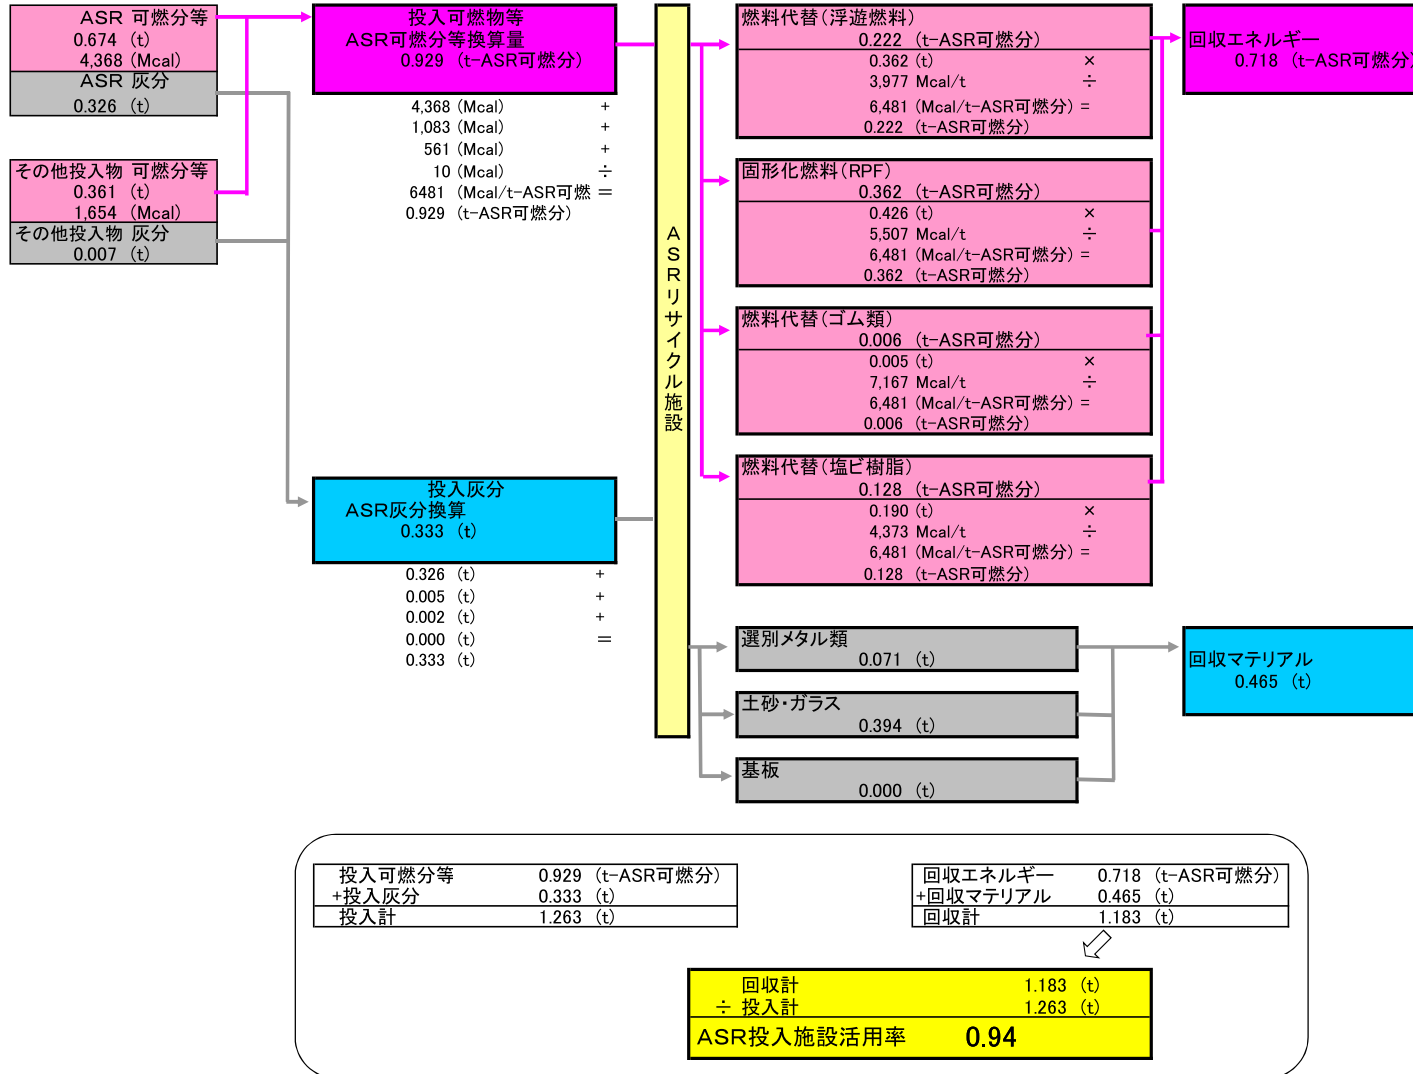 ASR 可燃分等
0.674 (t)
4,368 (Mcal)
ASR 灰分
0.326 (t)
その他投入物 可燃分等
0.361 (t)
1,654 (Mcal)
その他投入物 灰分
0.007 (t)
投入可燃物等
ASR可燃分等換算量
0.929 (t-ASR可燃分)
4,368 (Mcal) +
1,083 (Mcal) +
561 (Mcal) +
10 (Mcal) ÷
6481 (Mcal/t-ASR可燃 =
0.929 (t-ASR可燃分)
投入灰分
ASR灰分換算
0.333 (t)
0.326 (t) +
0.005 (t) +
0.002 (t) +
0.000 (t) =
0.333 (t)
ASRリサイクル施設
燃料代替(浮遊燃料)
0.222 (t-ASR可燃分)
0.362 (t) ×
3,977 Mcal/t ÷
6,481 (Mcal/t-ASR可燃分) =
0.222 (t-ASR可燃分)
固形化燃料(RPF)
0.362 (t-ASR可燃分)
0.426 (t) ×
5,507 Mcal/t ÷
6,481 (Mcal/t-ASR可燃分) =
0.362 (t-ASR可燃分)
燃料代替(ゴム類)
0.006 (t-ASR可燃分)
0.005 (t) ×
7,167 Mcal/t ÷
6,481 (Mcal/t-ASR可燃分) =
0.006 (t-ASR可燃分)
燃料代替(塩ビ樹脂)
0.128 (t-ASR可燃分)
0.190 (t) ×
4,373 Mcal/t ÷
6,481 (Mcal/t-ASR可燃分) =
0.128 (t-ASR可燃分)
選別メタル類
0.071 (t)
土砂・ガラス
0.394 (t)
基板
0.000 (t)
回収エネルギー
0.718 (t-ASR可燃分
回収マテリアル
0.465 (t)
投入可燃分等 0.929 (t-ASR可燃分)
+投入灰分 0.333 (t)
投入計 1.263 (t)
回収エネルギー 0.718 (t-ASR可燃分)
+回収マテリアル 0.465 (t)
回収計 1.183 (t)
回収計 1.183 (t)
÷ 投入計 1.263 (t)
ASR投入施設活用率 0.94